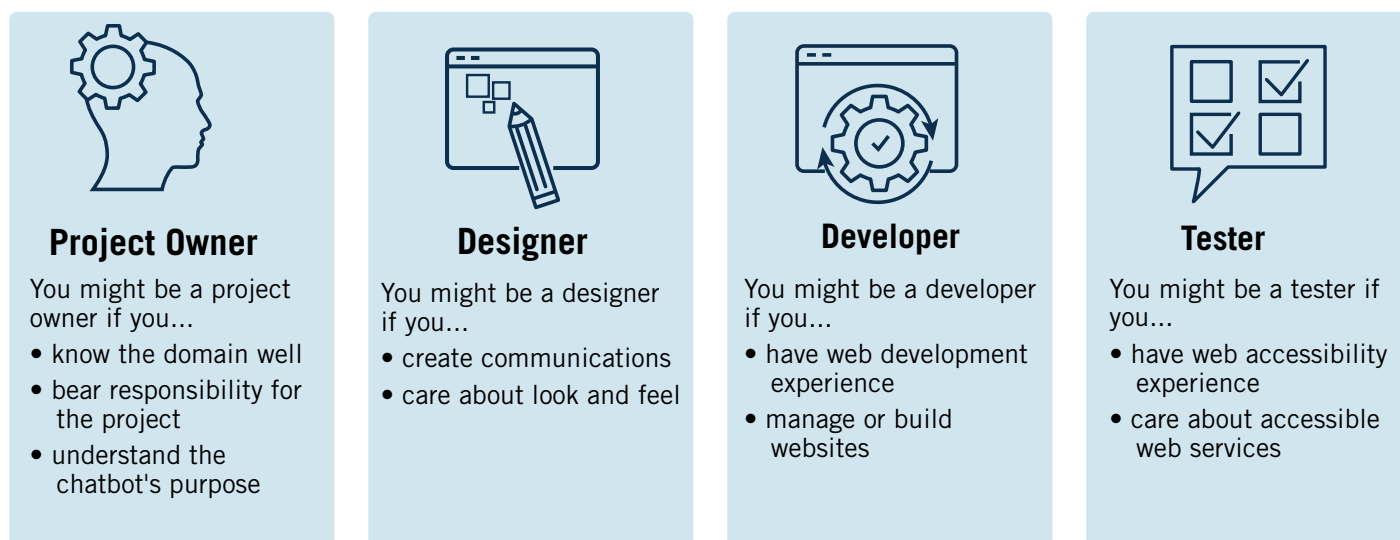 Project Owner
You might be a project
owner if you...
• know the domain well
• bear responsibility for
the project
• understand the
chatbot's purpose
Designer
You might be a designer
if you...
• create communications
• care about look and feel
Developer
You might be a developer
if you...
• have web development
experience
• manage or build
websites
Tester
You might be a tester if
you...
• have web accessibility
experience
• care about accessible
web services